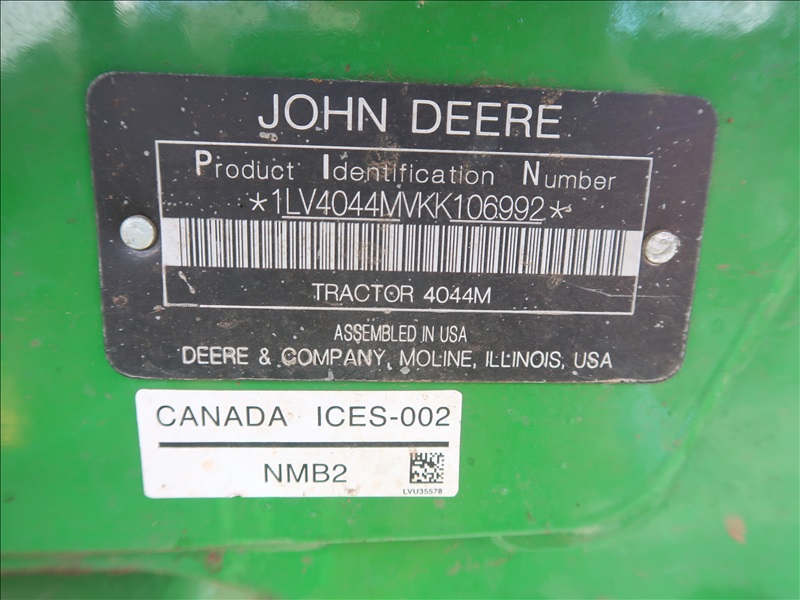 JOHN DEERE
Product Identification Number
*1LV4044MVKK106992*
TRACTOR 4044M
ASSEMBLED IN USA
DEERE & COMPANY, MOLINE, ILLINOIS, USA
CANADA ICES-002
NMB2
LVU35578